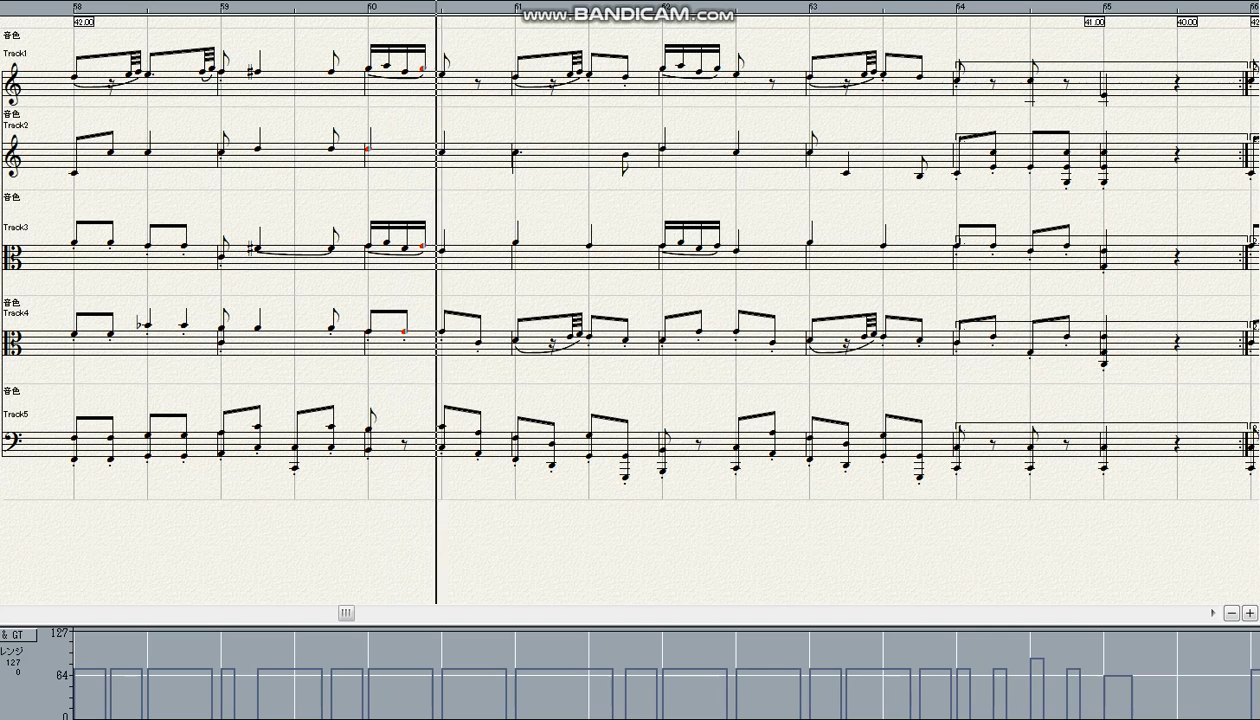 58 59 60 61 62 63 64 65 66
www.BANDICAM.com
42.00 41.00 40.00
音色
Track1
音色
Track2
音色
Track3
音色
Track4
音色
Track5
& GT
127
レンジ
127
0
64
0